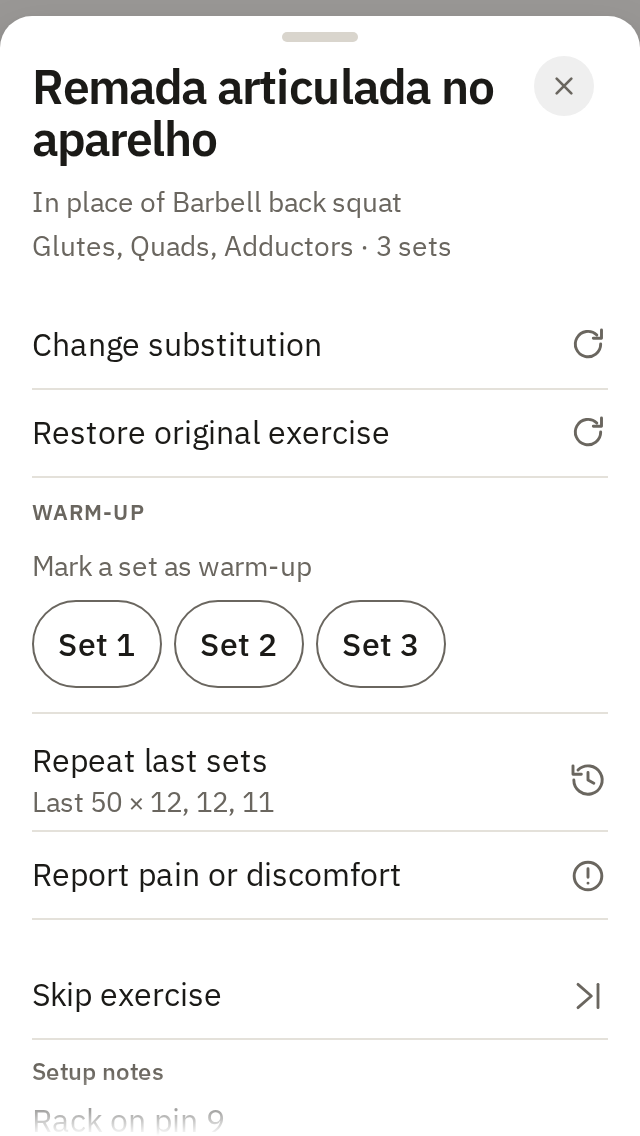 Remada articulada no
aparelho
In place of Barbell back squat
Glutes, Quads, Adductors · 3 sets
Change substitution
Restore original exercise
WARM-UP
Mark a set as warm-up
Set 1 Set 2 Set 3
Repeat last sets
Last 50 × 12, 12, 11
Report pain or discomfort
Skip exercise
Setup notes
Rack on pin 9